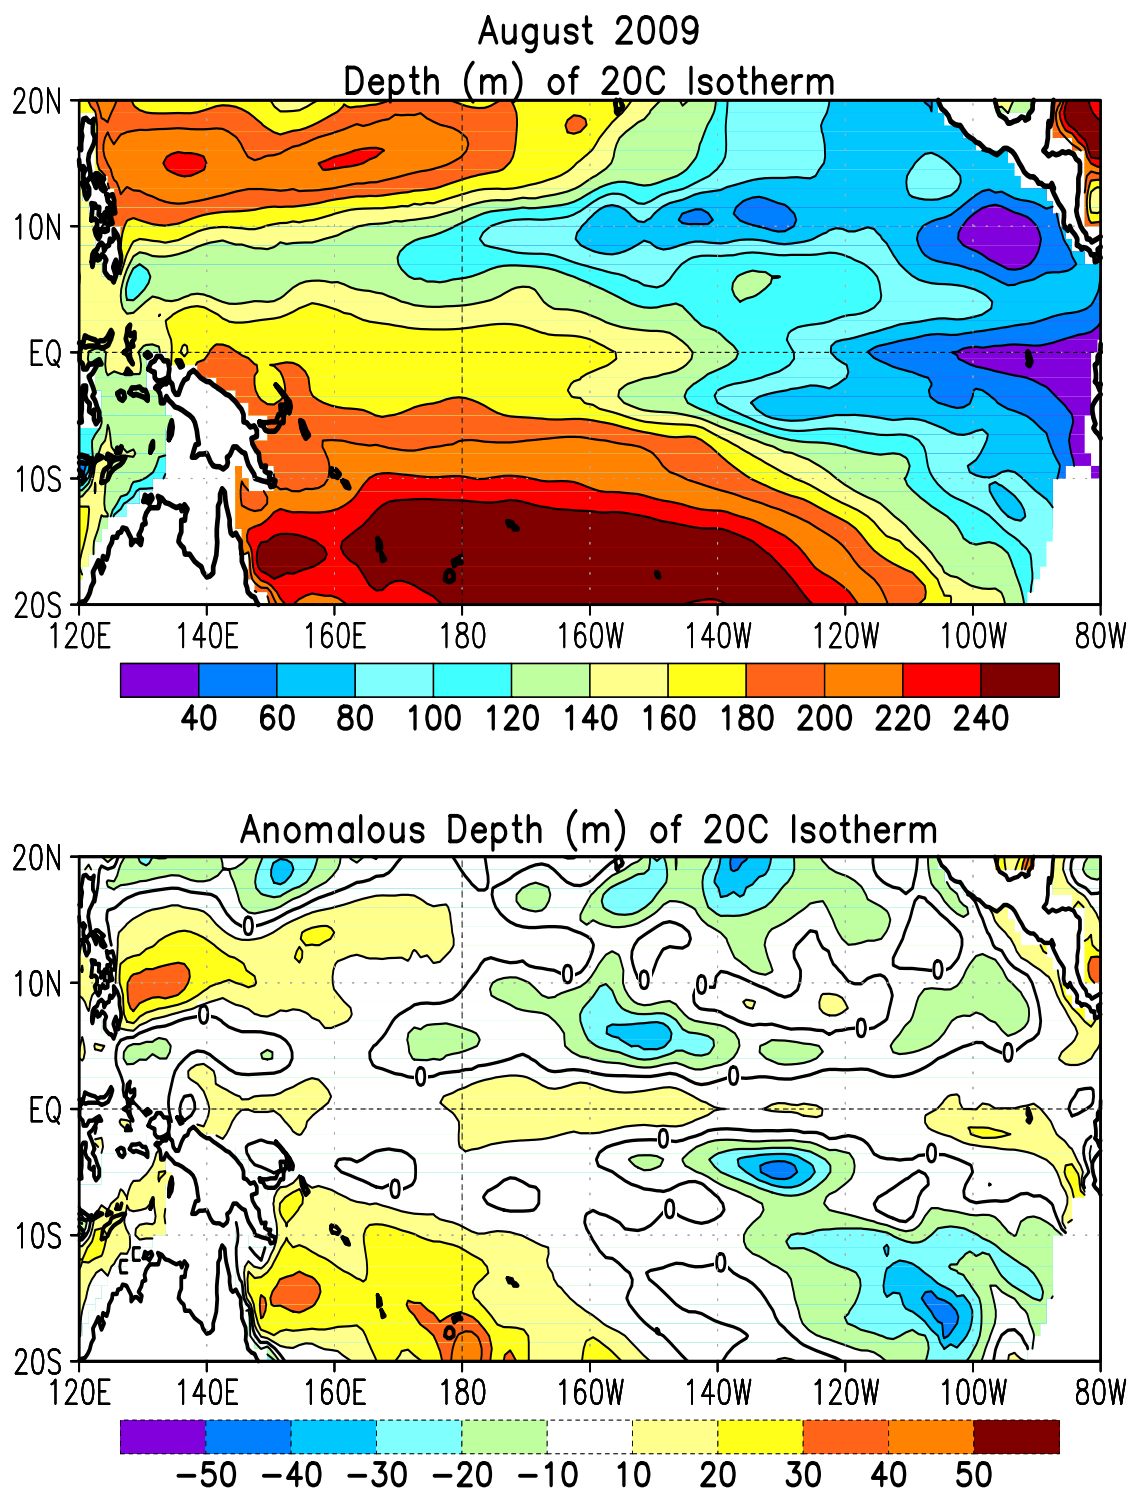 August 2009
Depth (m) of 20C Isotherm
20N
10N
EQ
10S
20S
120E 140E 160E 180 160W 140W 120W 100W 80W
40 60 80 100 120 140 160 180 200 220 240
Anomalous Depth (m) of 20C Isotherm
20N
0
0 0 0 0
10N
0 0
0
0 0
EQ
0
0
0
0
10S
0
20S
120E 140E 160E 180 160W 140W 120W 100W 80W
−50 −40 −30 −20 −10 10 20 30 40 50